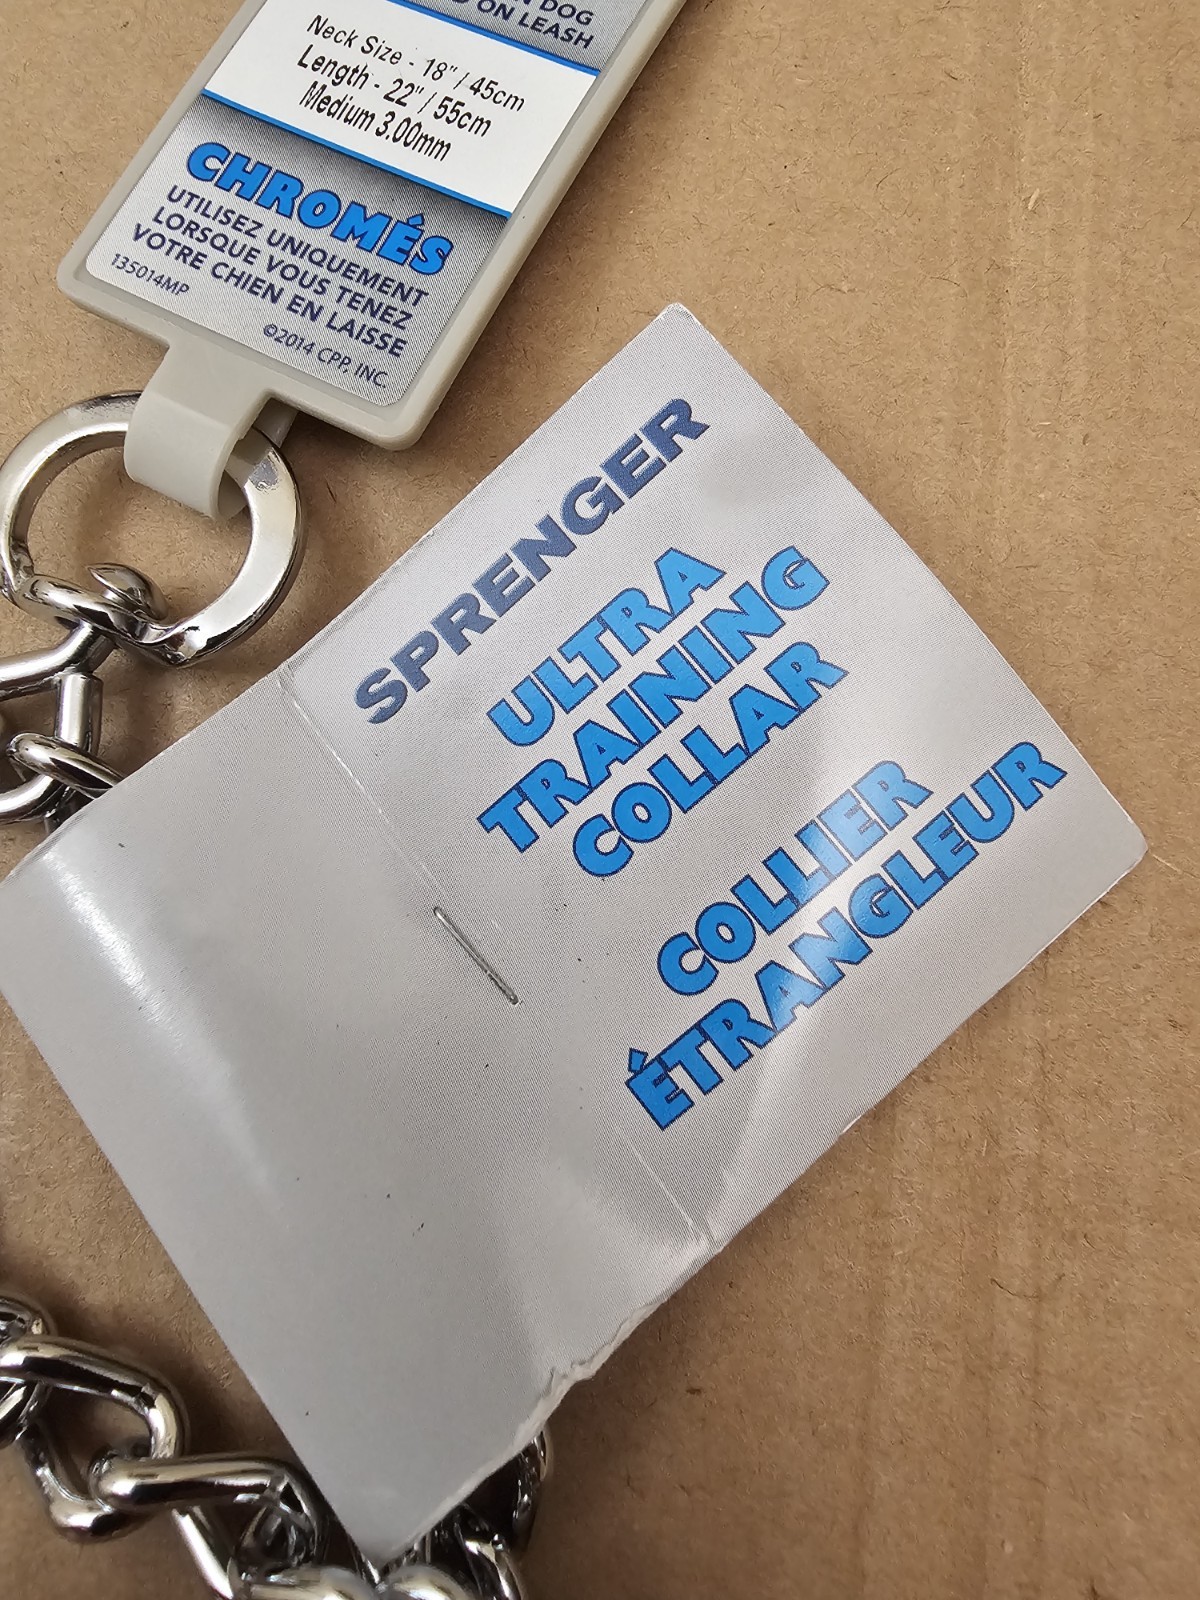 DOG
ON LEASH
Neck Size - 18" / 45cm
Length - 22" / 55cm
Medium 3.00mm
CHROMÉS
UTILISEZ UNIQUEMENT
LORSQUE VOUS TENEZ
VOTRE CHIEN EN LAISSE
135014MP
©2014 CPP, INC.
SPRENGER
ULTRA
TRAINING
COLLAR
COLLIER
ÉTRANGLEUR